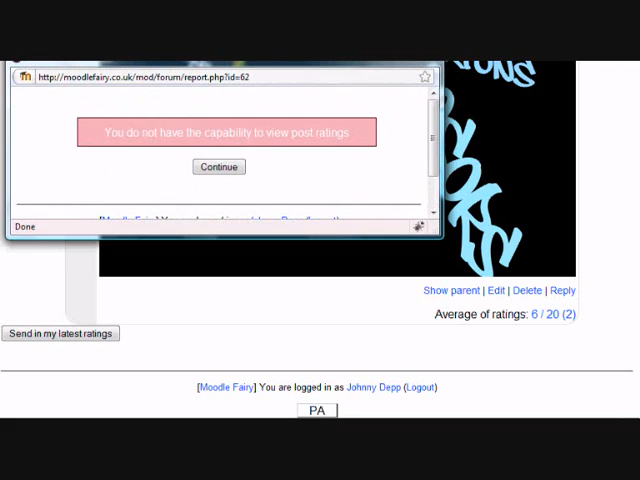 http://moodlefairy.co.uk/mod/forum/report.php?id=62
You do not have the capability to view post ratings
Continue
Done
Show parent | Edit | Delete | Reply
Average of ratings: 6 / 20 (2)
Send in my latest ratings
[Moodle Fairy] You are logged in as Johnny Depp (Logout)
PA